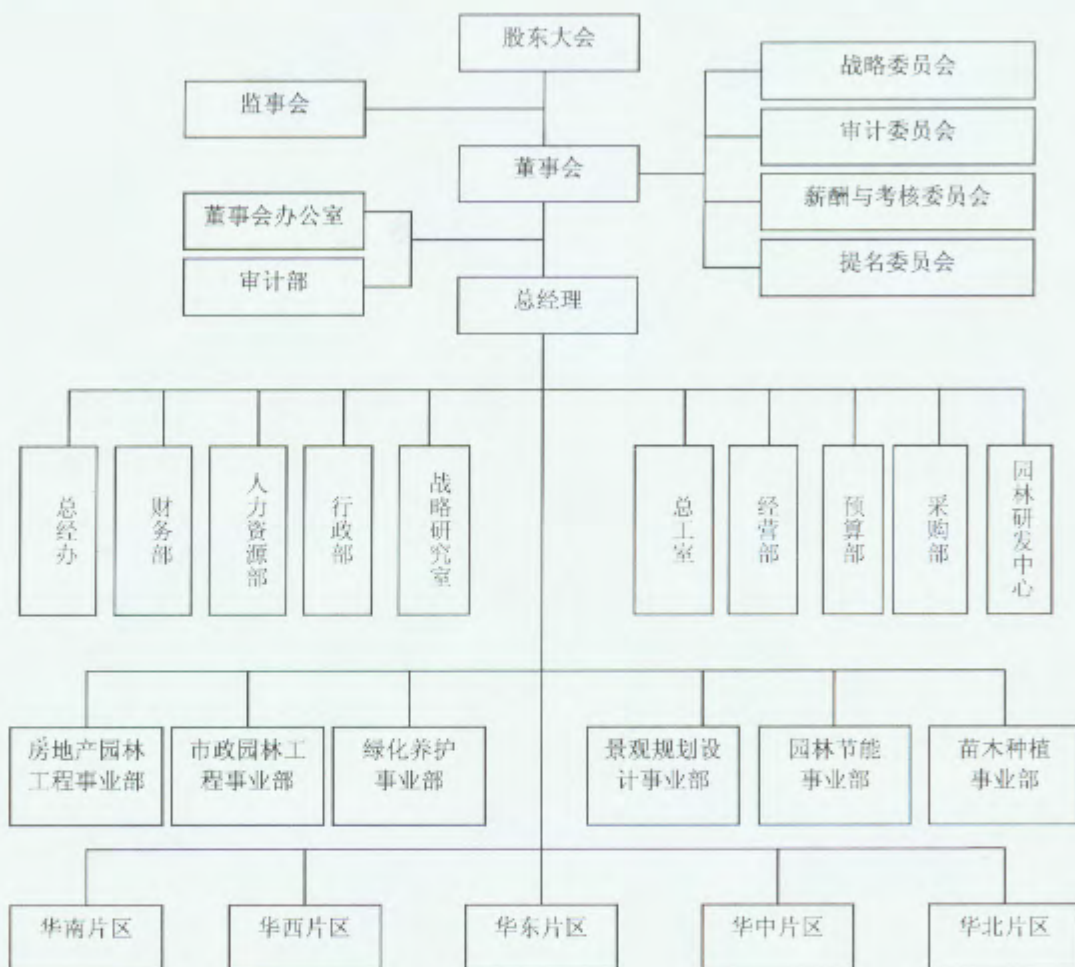 股东大会
战略委员会
监事会
审计委员会
董事会
薪酬与考核委员会
董事会办公室
提名委员会
审计部
总经理
总经办
财务部
人力资源部
行政部
战略研究室
总工室
经营部
预算部
采购部
园林研发中心
房地产园林
工程事业部
市政园林工
程事业部
绿化养护
事业部
景观规划设
计事业部
园林节能
事业部
苗木种植
事业部
华南片区
华西片区
华东片区
华中片区
华北片区